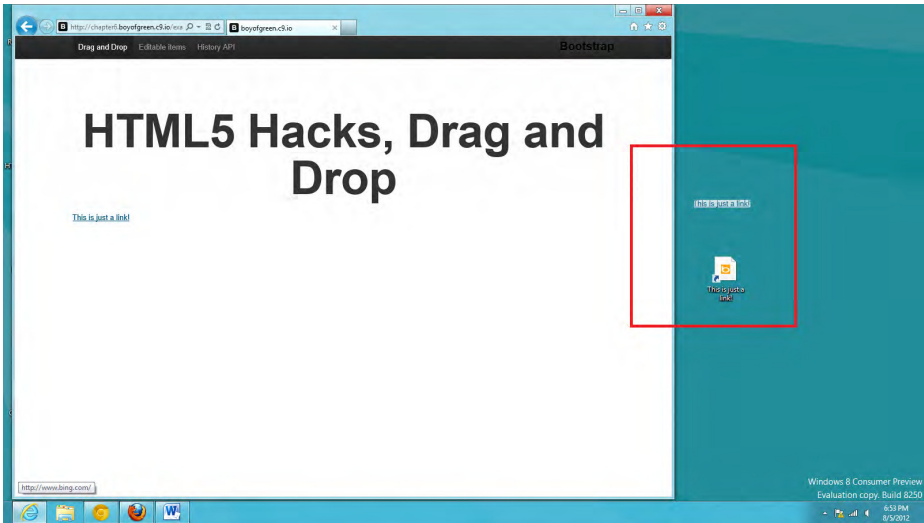 http://chapter6.boyofgreen.c9.io/exa
boyofgreen.c9.io
Drag and Drop Editable items History API Bootstrap
HTML5 Hacks, Drag and
Drop
This is just a link!
This is just a link!
This is just a
link!
http://www.bing.com/
Windows 8 Consumer Preview
Evaluation copy. Build 8250
6:53 PM
8/5/2012